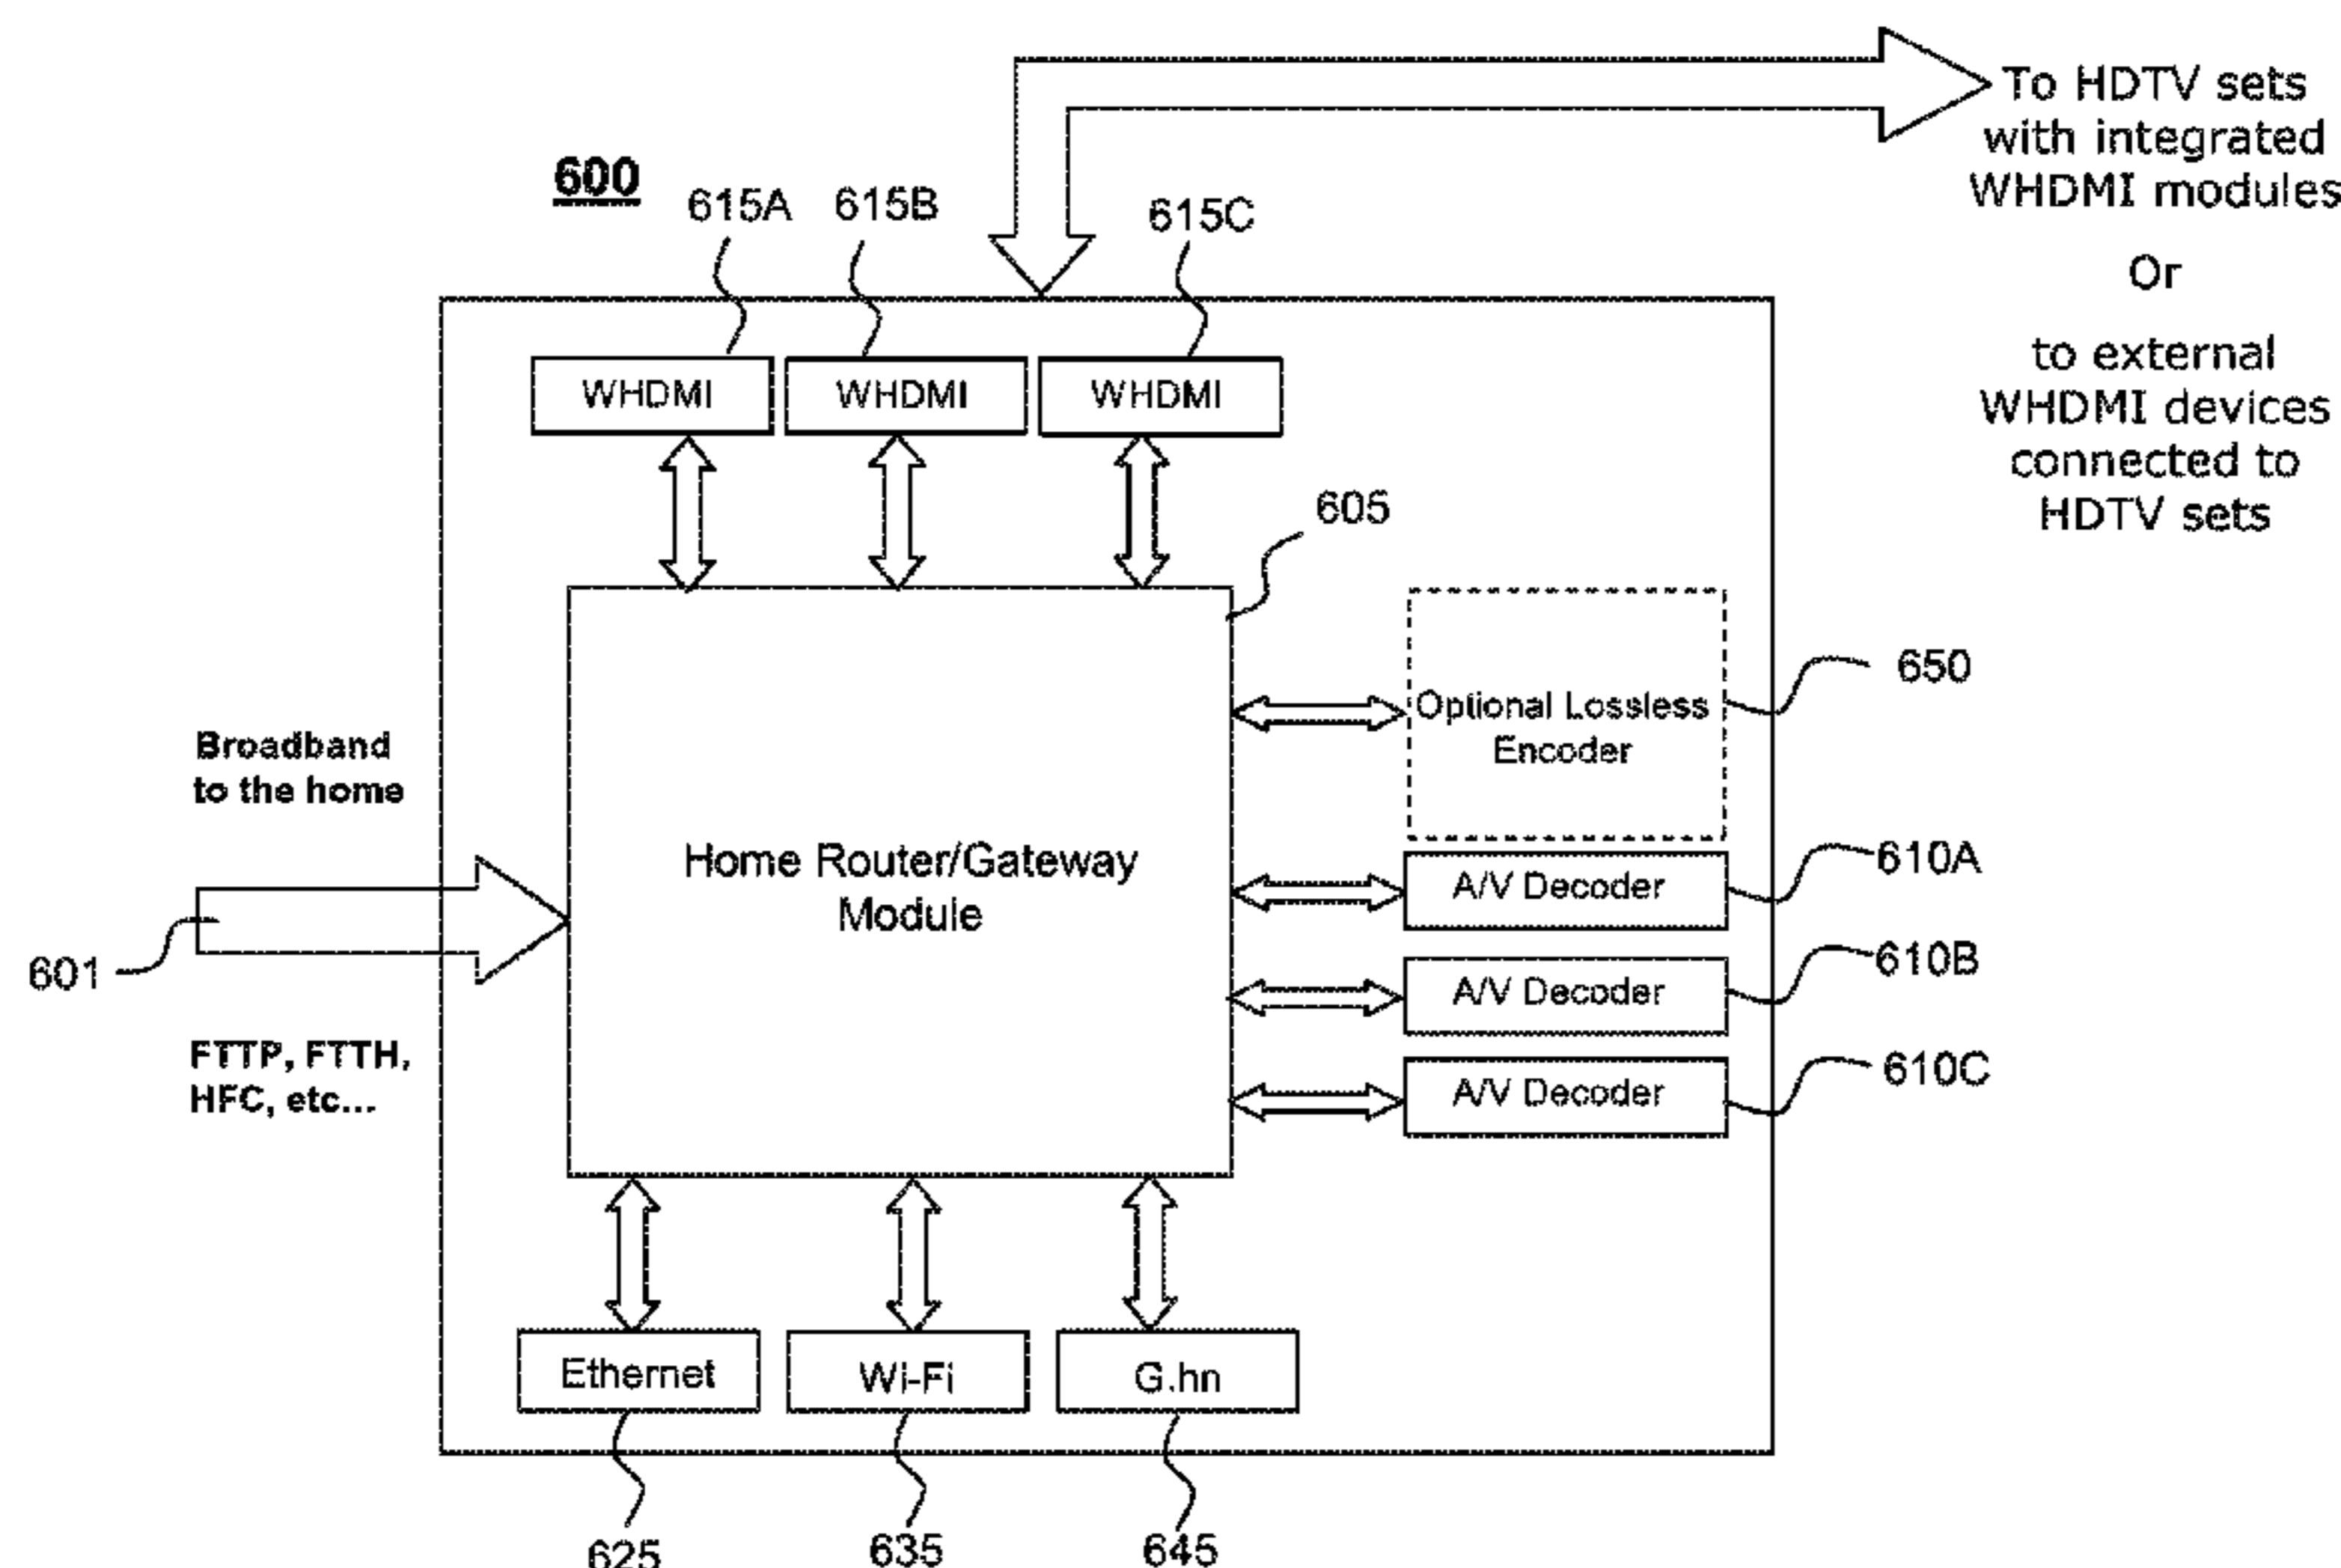 To HDTV sets
with integrated
WHDMI modules
Or
to external
WHDMI devices
connected to
HDTV sets
600
615A
615B
615C
WHDMI
WHDMI
WHDMI
605
Optional Lossless
Encoder
650
Broadband
to the home
Home Router/Gateway
Module
A/V Decoder
610A
A/V Decoder
610B
601
FTTP, FTTH,
HFC, etc...
A/V Decoder
610C
Ethernet
Wi-Fi
G.hn
625
635
645